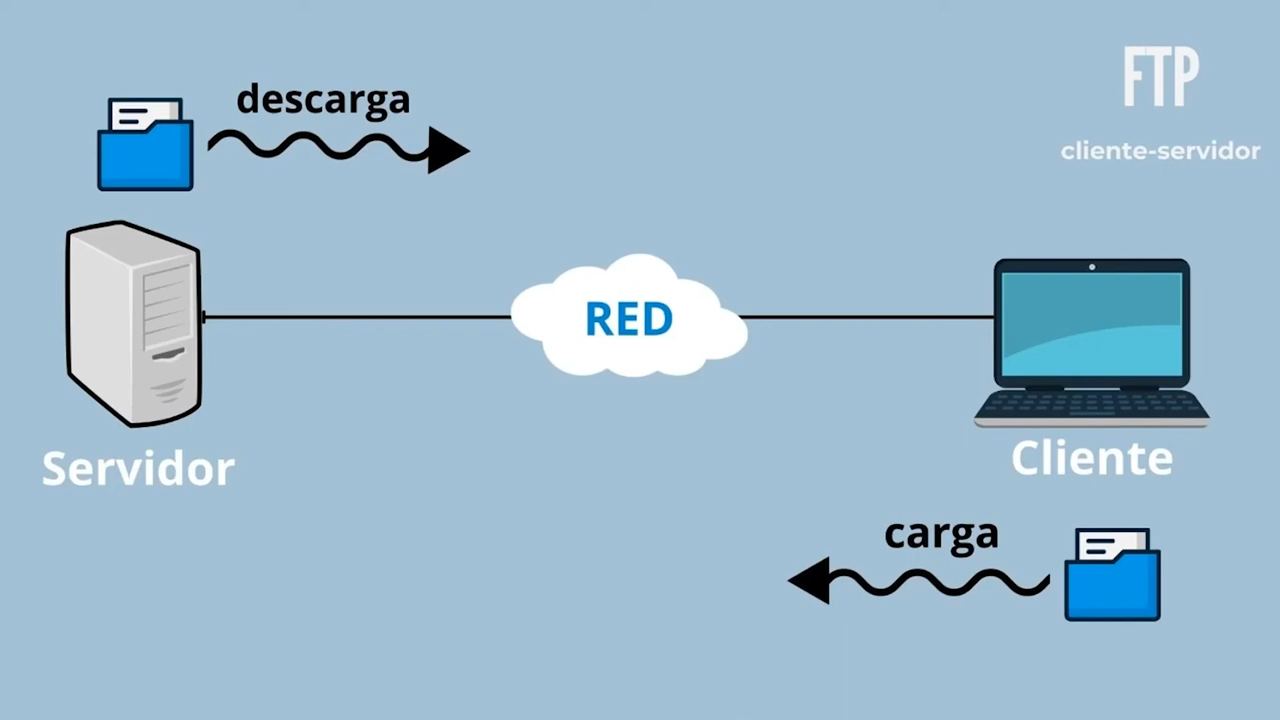 descarga
FTP
cliente-servidor
RED
Servidor
Cliente
carga